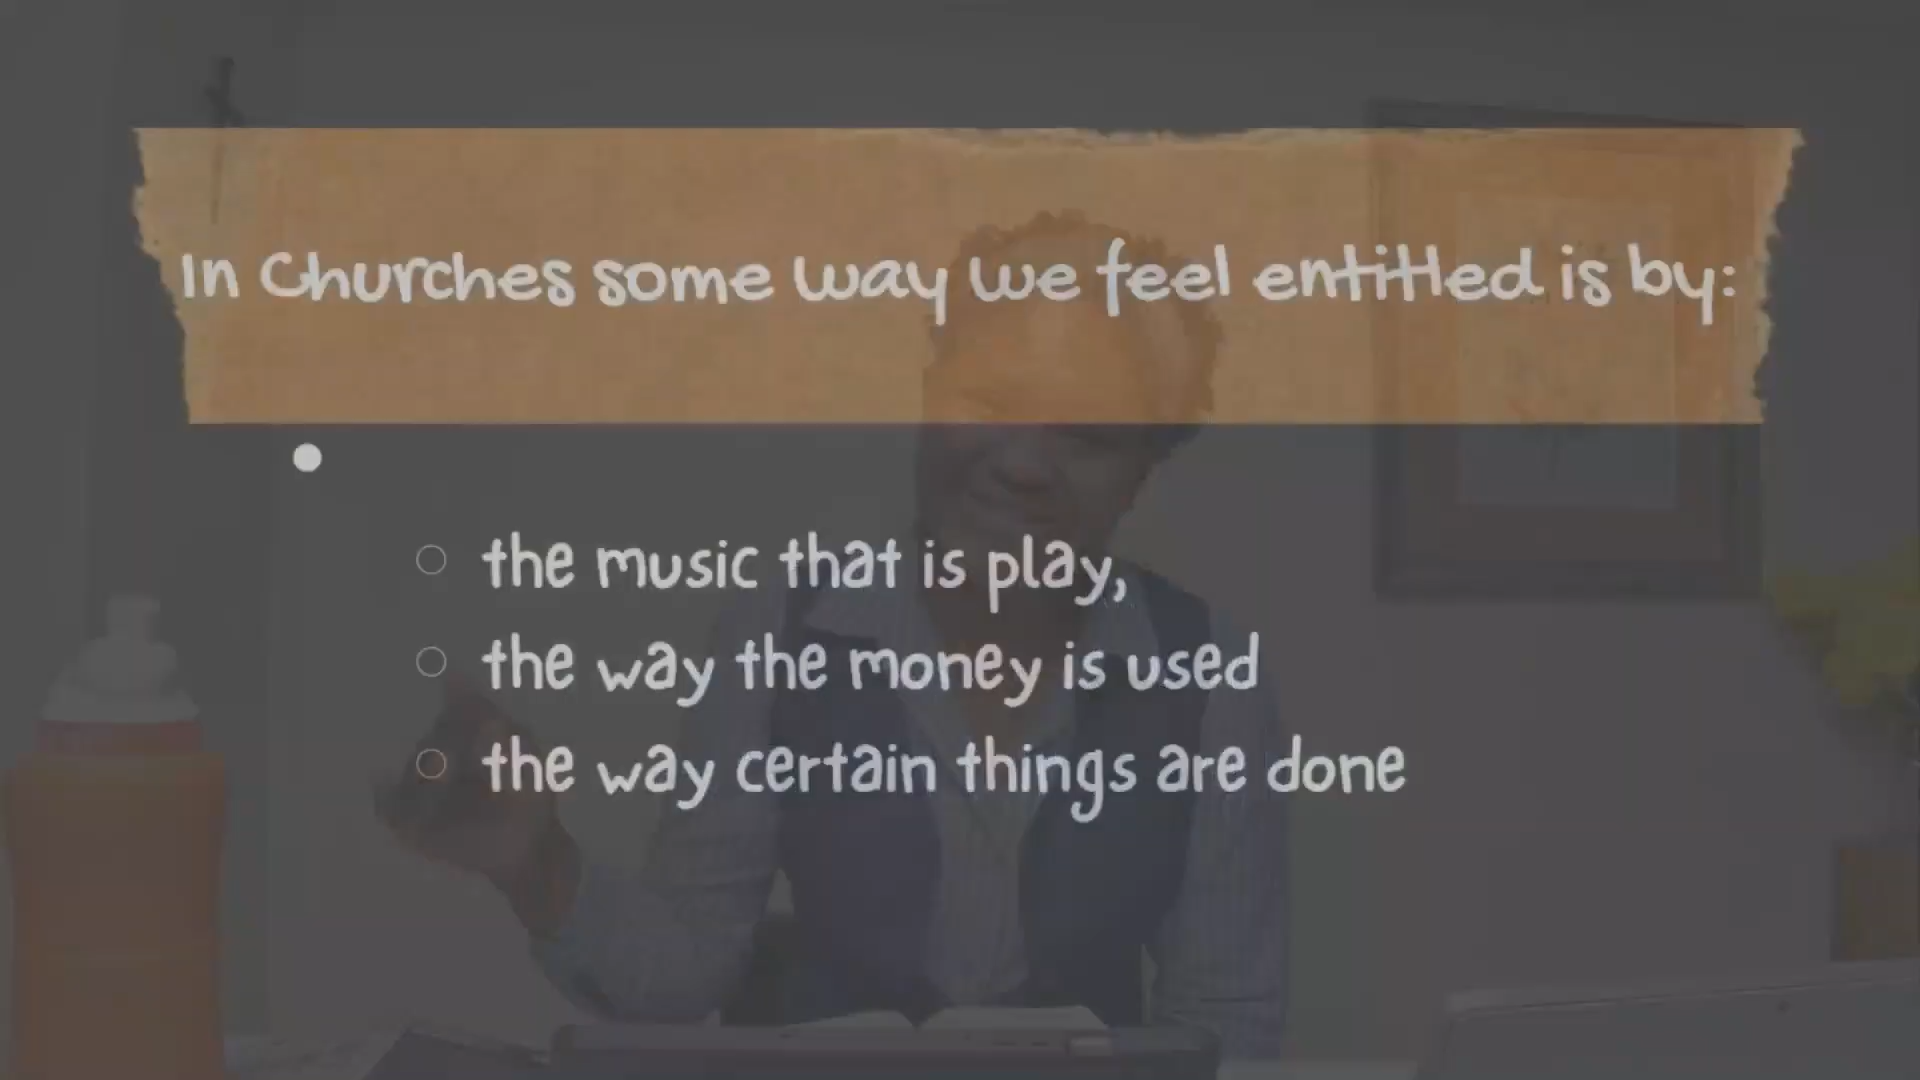 In Churches some way we feel entitled is by:
the music that is play,
the way the money is used
the way certain things are done